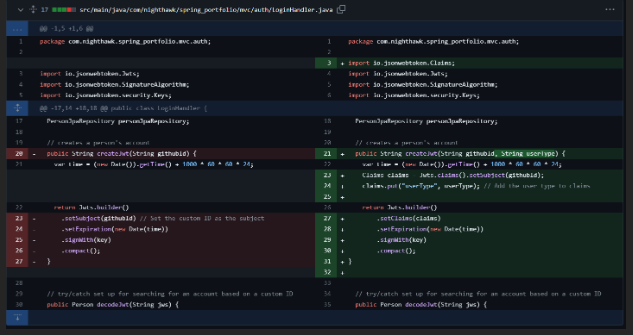 17 src/main/java/com/nighthawk/spring_portfolio/mvc/auth/LoginHandler.java
@@ -1,5 +1,6 @@
1 package com.nighthawk.spring_portfolio.mvc.auth;
2
3 import io.jsonwebtoken.Jwts;
4 import io.jsonwebtoken.SignatureAlgorithm;
5 import io.jsonwebtoken.security.Keys;
@@ -17,14 +18,18 @@ public class LoginHandler {
17 PersonJpaRepository personJpaRepository;
18
19 // creates a person's account
20 - public String createJwt(String githubId) {
21 var time = (new Date()).getTime() + 1000 * 60 * 60 * 24;
22 return Jwts.builder()
23 - .setSubject(githubId) // Set the custom ID as the subject
24 - .setExpiration(new Date(time))
25 - .signWith(key)
26 - .compact();
27 - }
28
29 // try/catch set up for searching for an account based on a custom ID
30 public Person decodeJwt(String jws) {
1 package com.nighthawk.spring_portfolio.mvc.auth;
2
3 + import io.jsonwebtoken.Claims;
4 import io.jsonwebtoken.Jwts;
5 import io.jsonwebtoken.SignatureAlgorithm;
6 import io.jsonwebtoken.security.Keys;
18 PersonJpaRepository personJpaRepository;
19
20 // creates a person's account
21 + public String createJwt(String githubId, String userType) {
22 var time = (new Date()).getTime() + 1000 * 60 * 60 * 24;
23 + Claims claims = Jwts.claims().setSubject(githubId);
24 + claims.put("userType", userType); // Add the user type to claims
25 +
26 return Jwts.builder()
27 + .setClaims(claims)
28 + .setExpiration(new Date(time))
29 + .signWith(key)
30 + .compact();
31 + }
32 +
33
34 // try/catch set up for searching for an account based on a custom ID
35 public Person decodeJwt(String jws) {